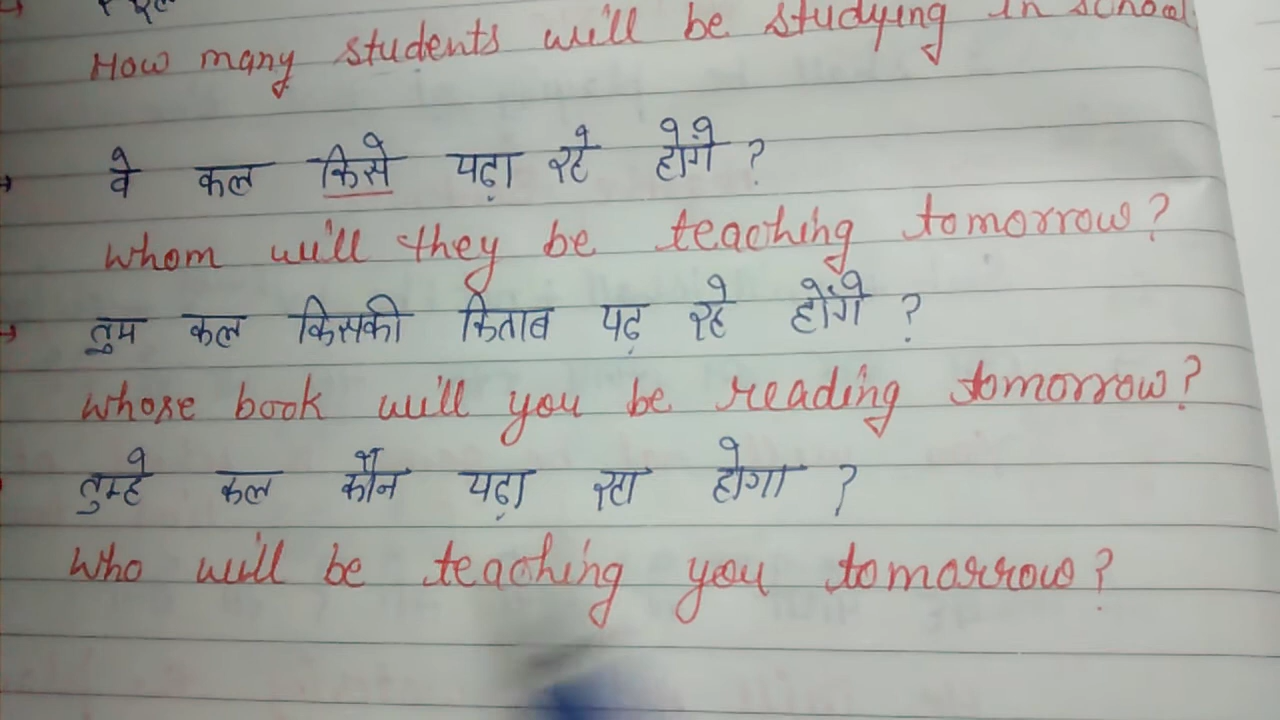 How many students will be studying in school
वे कल किसे पढ़ा रहे होंगे ?
whom will they be teaching tomorrow?
तुम कल किसकी किताब पढ़ रहे होंगे ?
whose book will you be reading tomorrow?
तुम्हे कल कौन पढ़ा रहा होगा ?
who will be teaching you tomorrow?